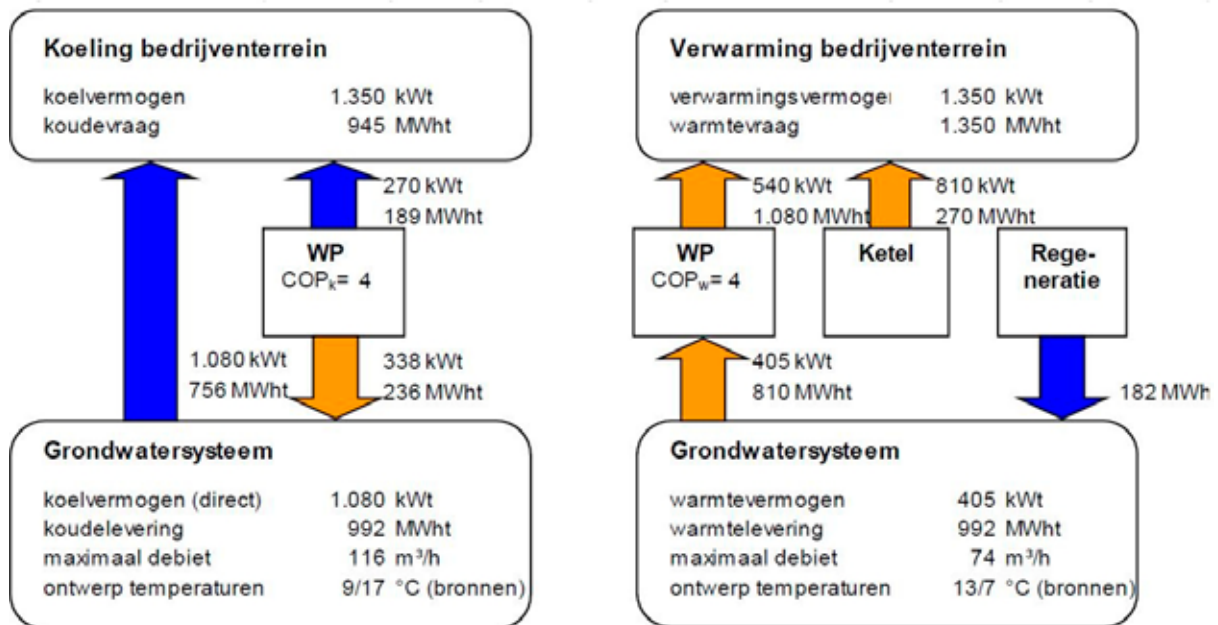 Koeling bedrijventerrein
koelvermogen 1.350 kWt
koudevraag 945 MWht
270 kWt
189 MWht
WP
COPk= 4
1.080 kWt
756 MWht
338 kWt
236 MWht
Grondwatersysteem
koelvermogen (direct) 1.080 kWt
koudelevering 992 MWht
maximaal debiet 116 m³/h
ontwerp temperaturen 9/17 °C (bronnen)
Verwarming bedrijventerrein
verwarmingsvermoge 1.350 kWt
warmtevraag 1.350 MWht
540 kWt
1.080 MWht
810 kWt
270 MWht
WP
COPw= 4
Ketel
Rege-
neratie
405 kWt
810 MWht
182 MWh
Grondwatersysteem
warmtevermogen 405 kWt
warmtelevering 992 MWht
maximaal debiet 74 m³/h
ontwerp temperaturen 13/7 °C (bronnen)